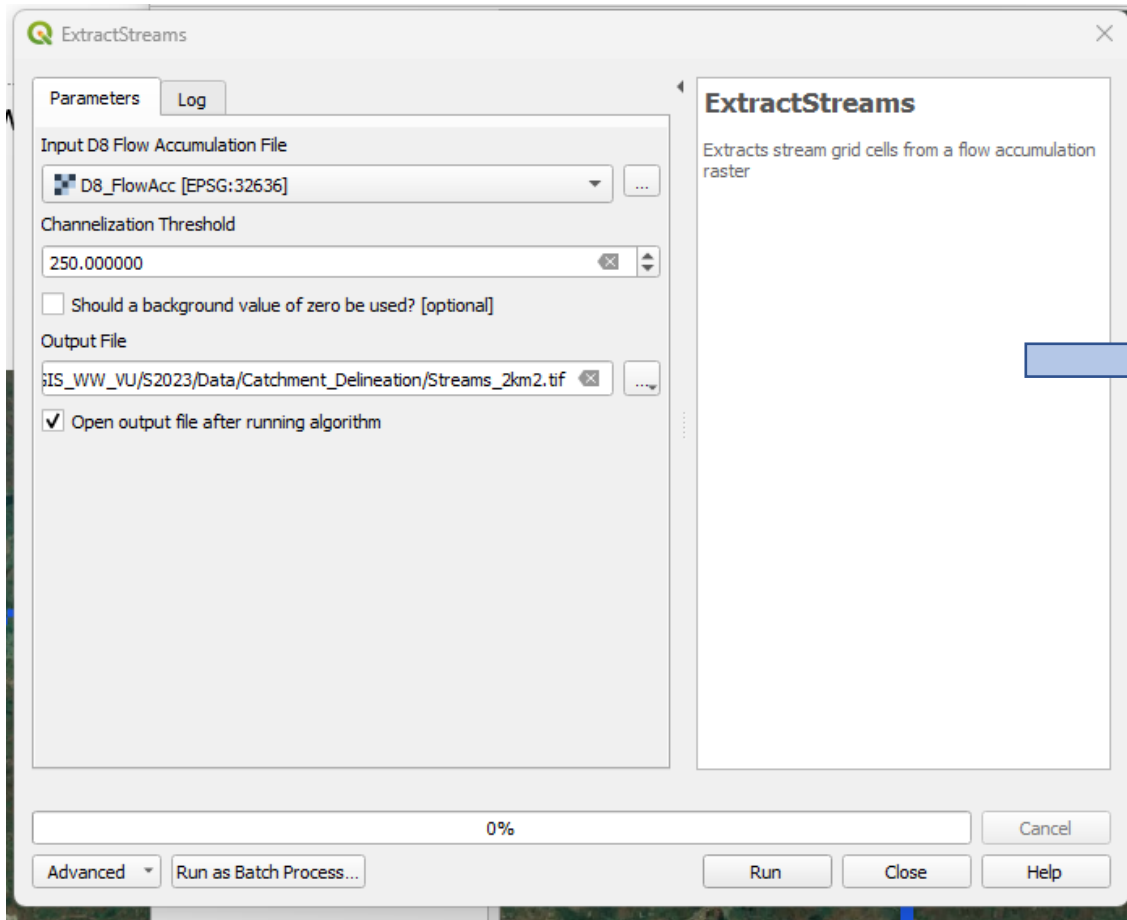 ExtractStreams
Parameters
Log
Input D8 Flow Accumulation File
D8_FlowAcc [EPSG:32636]
...
Channelization Threshold
250.000000
Should a background value of zero be used? [optional]
Output File
GIS_WW_VU/S2023/Data/Catchment_Delineation/Streams_2km2.tif
...
Open output file after running algorithm
ExtractStreams
Extracts stream grid cells from a flow accumulation
raster
0%
Cancel
Advanced
Run as Batch Process...
Run
Close
Help